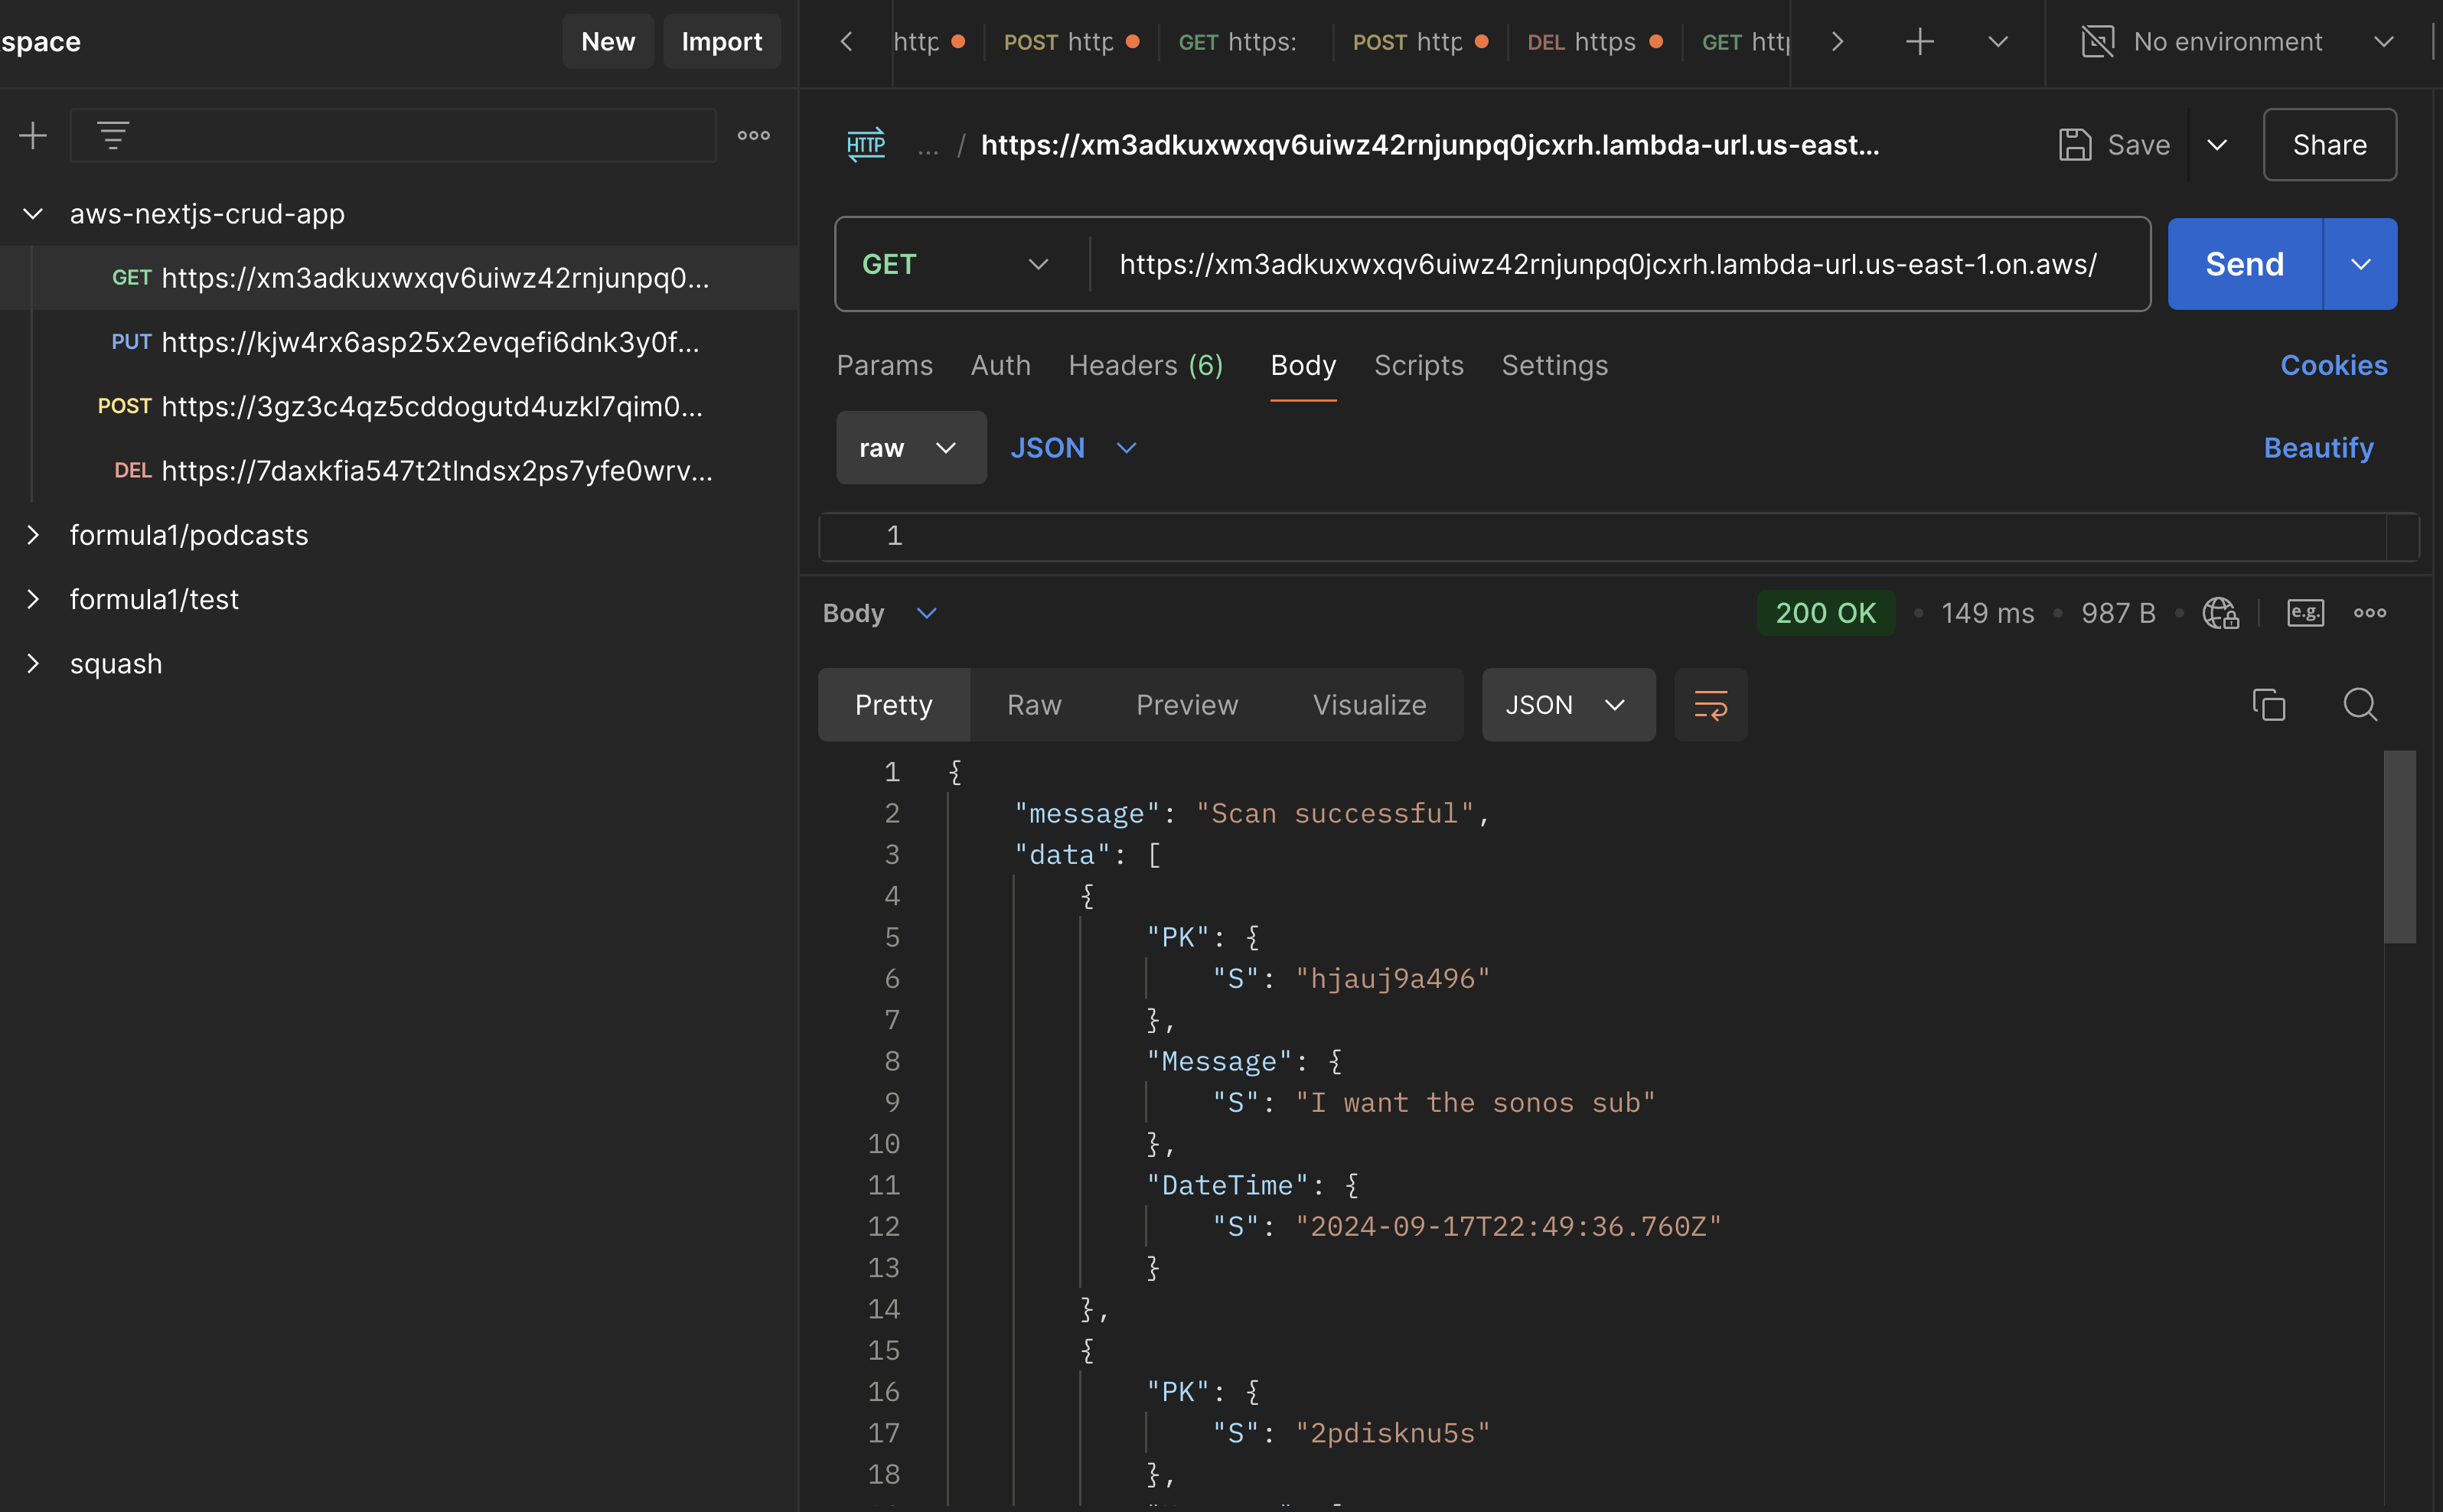 space
New
Import
http
POST http
GET https:
POST http
DEL https
GET http
No environment
aws-nextjs-crud-app
GET https://xm3adkuxwxqv6uiwz42rnjunpq0...
PUT https://kjw4rx6asp25x2evqefi6dnk3y0f...
POST https://3gz3c4qz5cddogutd4uzkl7qim0...
DEL https://7daxkfia547t2tlndsx2ps7yfe0wrv...
formula1/podcasts
formula1/test
squash
HTTP ... / https://xm3adkuxwxqv6uiwz42rnjunpq0jcxrh.lambda-url.us-east...
Save
Share
GET
https://xm3adkuxwxqv6uiwz42rnjunpq0jcxrh.lambda-url.us-east-1.on.aws/
Send
Params Auth Headers (6) Body Scripts Settings
Cookies
raw
JSON
Beautify
1
Body
200 OK • 149 ms • 987 B
e.g.
Pretty Raw Preview Visualize
JSON
1 {
2 "message": "Scan successful",
3 "data": [
4 {
5 "PK": {
6 "S": "hjauj9a496"
7 },
8 "Message": {
9 "S": "I want the sonos sub"
10 },
11 "DateTime": {
12 "S": "2024-09-17T22:49:36.760Z"
13 }
14 },
15 {
16 "PK": {
17 "S": "2pdisknu5s"
18 },